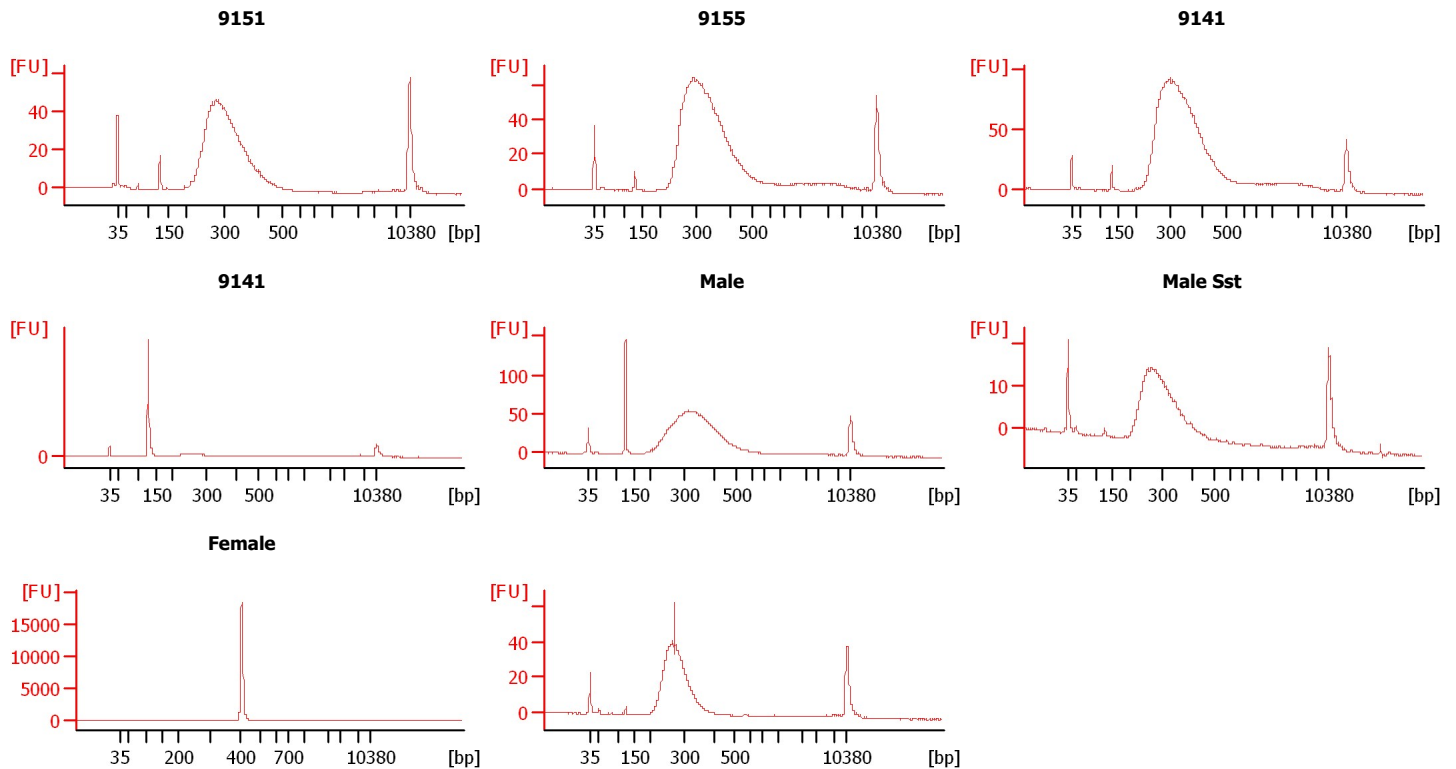 9151 9155 9141
[FU] [FU] [FU]
40 40 50
20 20
0 0 0
35 150 300 500 10380 [bp] 35 150 300 500 10380 [bp] 35 150 300 500 10380 [bp]
9141 Male Male Sst
[FU] [FU] [FU]
100
50 10
0 0 0
35 150 300 500 10380 [bp] 35 150 300 500 10380 [bp] 35 150 300 500 10380 [bp]
Female
[FU] [FU]
15000
10000 40
5000 20
0 0
35 200 400 700 10380 [bp] 35 150 300 500 10380 [bp]